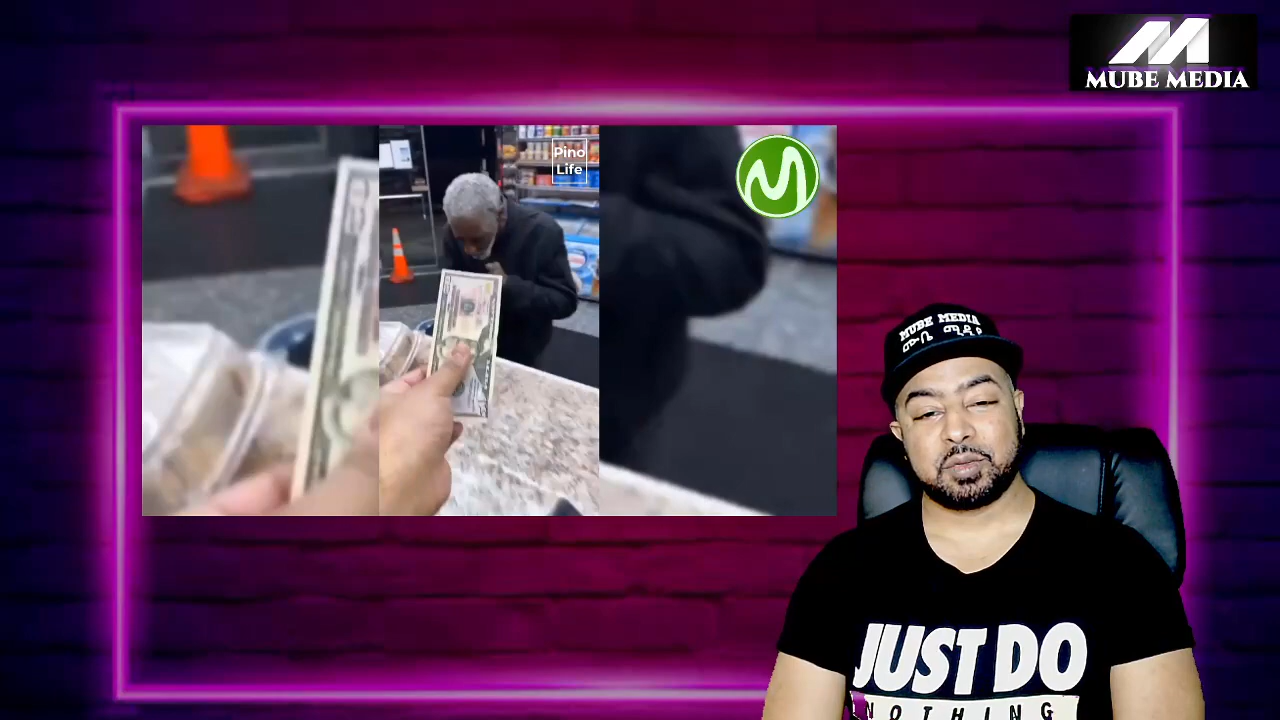 MUBE MEDIA
Pino
Life
MUBE MEDIA
ሙቤ ሚዲያ
JUST DO
NOTHING